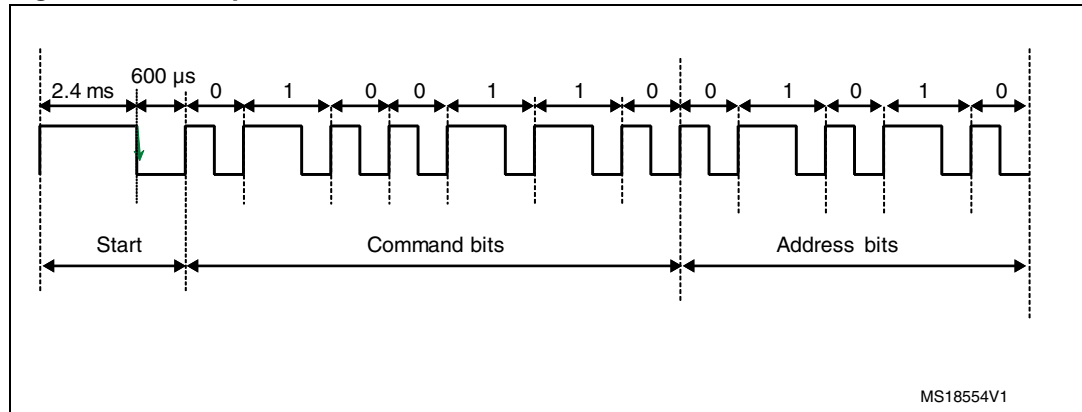 600 µs
2.4 ms 0 1 0 0 1 1 0 0 1 0 1 0
Start Command bits Address bits
MS18554V1